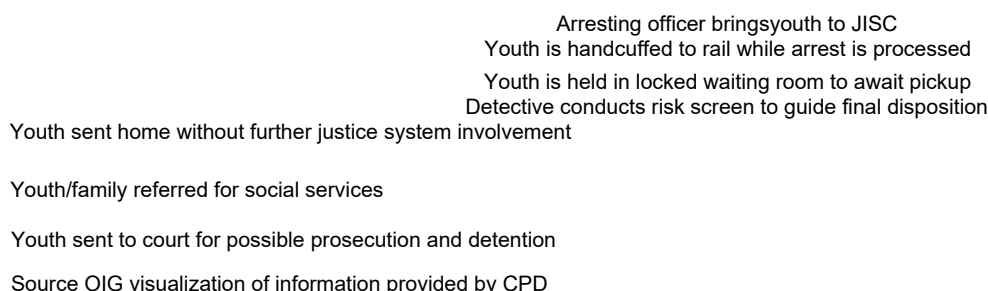 Arresting officer bringsyouth to JISC
Youth is handcuffed to rail while arrest is processed
Youth is held in locked waiting room to await pickup
Detective conducts risk screen to guide final disposition
Youth sent home without further justice system involvement
Youth/family referred for social services
Youth sent to court for possible prosecution and detention
Source OIG visualization of information provided by CPD